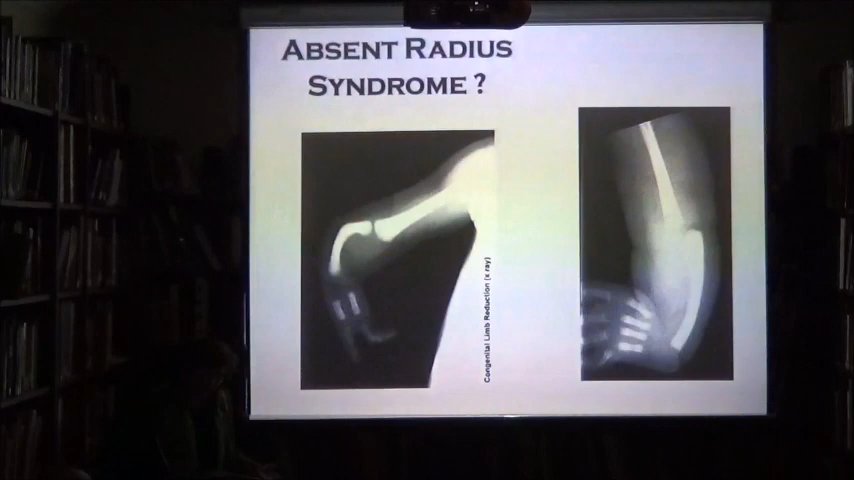 ABSENT RADIUS
SYNDROME ?
Congenital Limb Reduction (x ray)